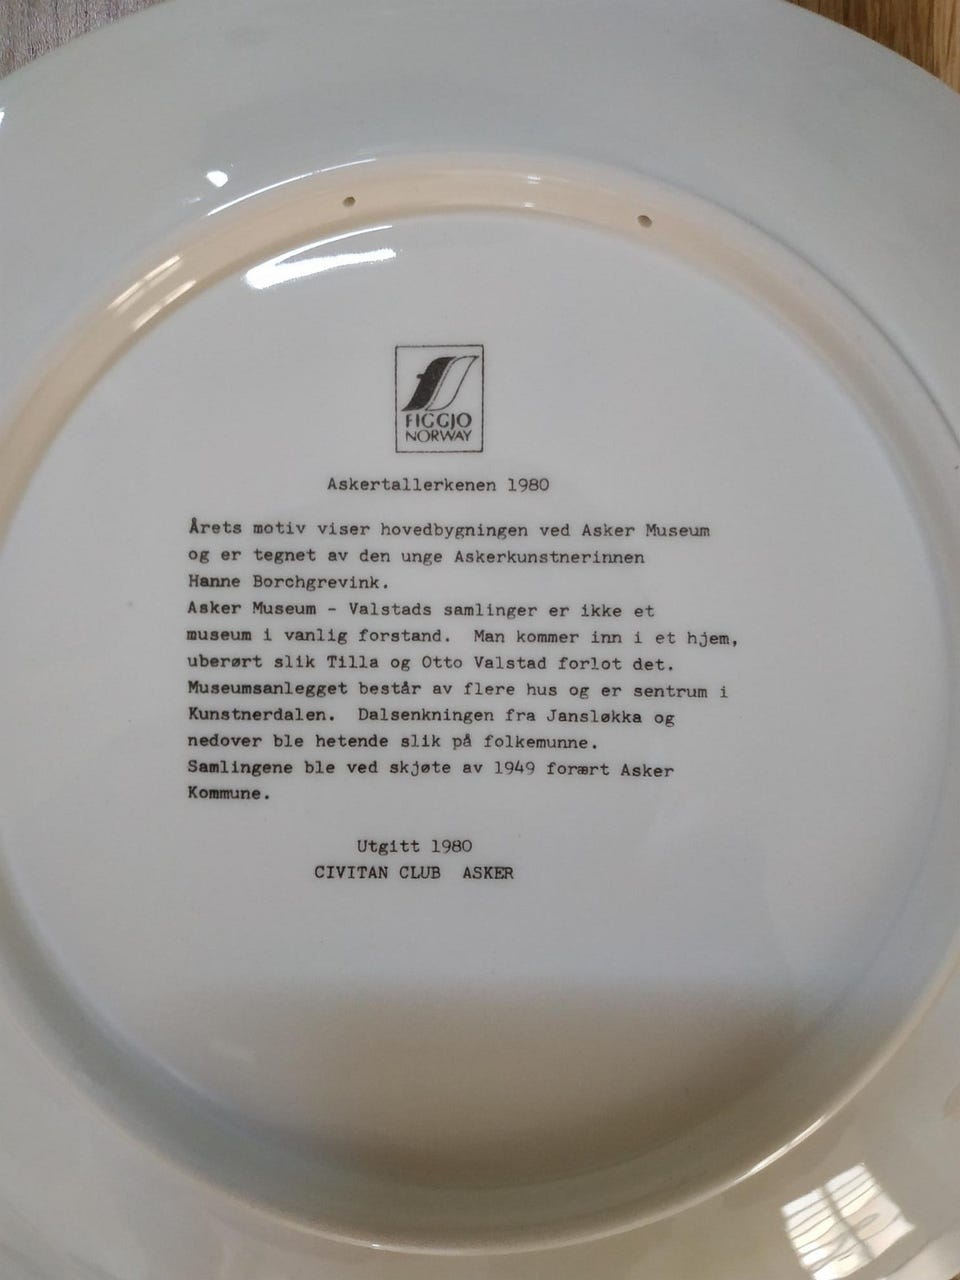 FIGGJO
NORWAY
Askertallerkenen 1980
Årets motiv viser hovedbygningen ved Asker Museum
og er tegnet av den unge Askerkunstnerinnen
Hanne Borchgrevink.
Asker Museum - Valstads samlinger er ikke et
museum i vanlig forstand. Man kommer inn i et hjem,
uberørt slik Tilla og Otto Valstad forlot det.
Museumsanlegget består av flere hus og er sentrum i
Kunstnerdalen. Dalsenkningen fra Jansløkka og
nedover ble hetende slik på folkemunne.
Samlingene ble ved skjøte av 1949 forært Asker
Kommune.
Utgitt 1980
CIVITAN CLUB ASKER